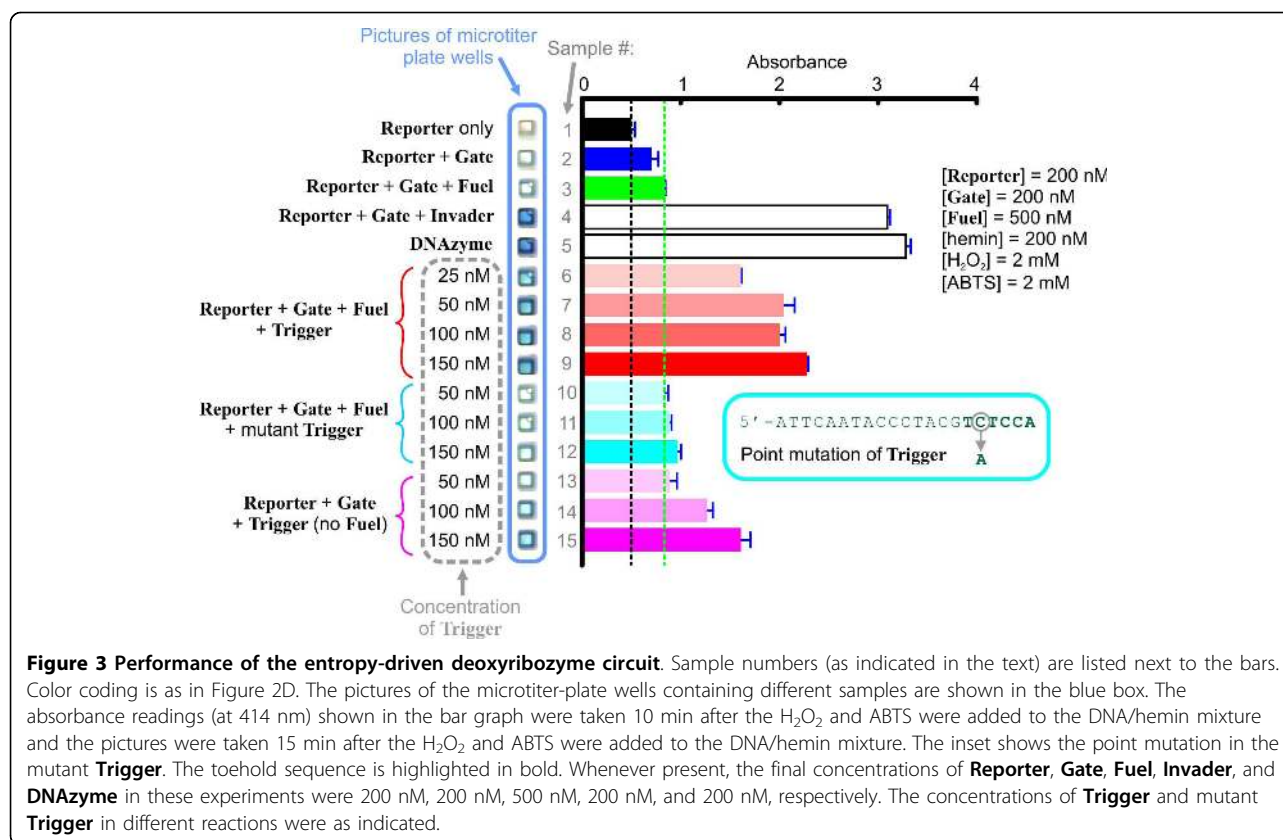 Pictures of microtiter
plate wells
Sample #:
Absorbance
0 1 2 3 4
Reporter only 1
Reporter + Gate 2
Reporter + Gate + Fuel 3
Reporter + Gate + Invader 4
DNAzyme 5
[Reporter] = 200 nM
[Gate] = 200 nM
[Fuel] = 500 nM
[hemin] = 200 nM
[H₂O₂] = 2 mM
[ABTS] = 2 mM
Reporter + Gate + Fuel
+ Trigger
25 nM 6
50 nM 7
100 nM 8
150 nM 9
Reporter + Gate + Fuel
+ mutant Trigger
50 nM 10
100 nM 11
150 nM 12
Reporter + Gate
+ Trigger (no Fuel)
50 nM 13
100 nM 14
150 nM 15
5'-ATTCAATACCCTACGTCTCCA
Point mutation of Trigger A
Concentration
of Trigger
Figure 3 Performance of the entropy-driven deoxyribozyme circuit. Sample numbers (as indicated in the text) are listed next to the bars.
Color coding is as in Figure 2D. The pictures of the microtiter-plate wells containing different samples are shown in the blue box. The
absorbance readings (at 414 nm) shown in the bar graph were taken 10 min after the H₂O₂ and ABTS were added to the DNA/hemin mixture
and the pictures were taken 15 min after the H₂O₂ and ABTS were added to the DNA/hemin mixture. The inset shows the point mutation in the
mutant Trigger. The toehold sequence is highlighted in bold. Whenever present, the final concentrations of Reporter, Gate, Fuel, Invader, and
DNAzyme in these experiments were 200 nM, 200 nM, 500 nM, 200 nM, and 200 nM, respectively. The concentrations of Trigger and mutant
Trigger in different reactions were as indicated.